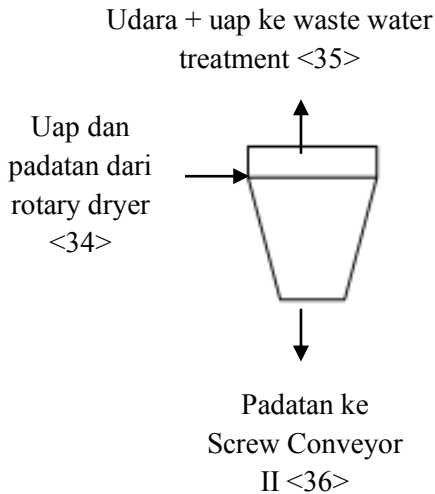 Udara + uap ke waste water
treatment <35>
Uap dan
padatan dari
rotary dryer
<34>
Padatan ke
Screw Conveyor
II <36>